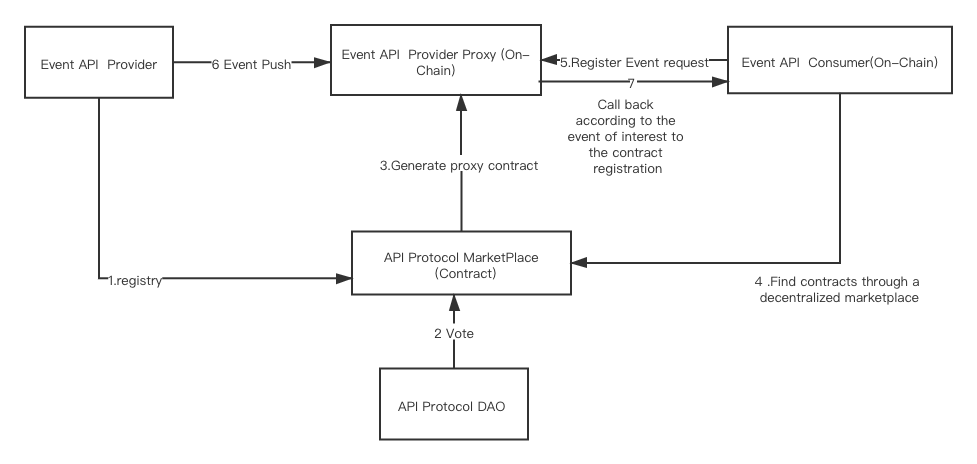 Event API Provider
6 Event Push
Event API Provider Proxy (On-
Chain)
5.Register Event request
7
Call back
according to the
event of interest to
the contract
registration
Event API Consumer(On-Chain)
3.Generate proxy contract
1.registry
API Protocol MarketPlace
(Contract)
4 .Find contracts through a
decentralized marketplace
2 Vote
API Protocol DAO